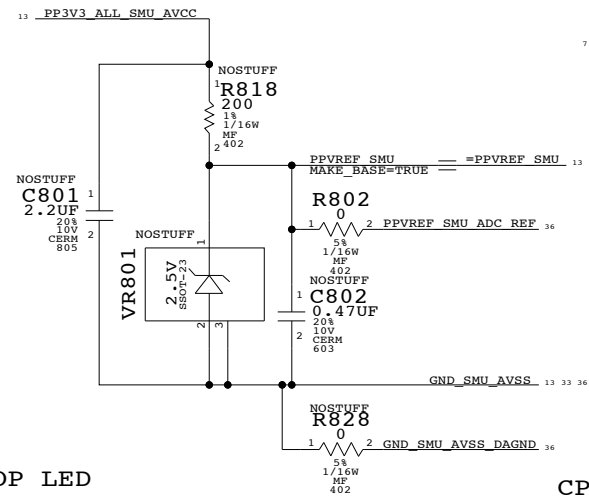 13 PP3V3_ALL_SMU_AVCC
7
NOSTUFF
1
R818
200
1%
1/16W
MF
2 402
PPVREF_SMU =PPVREF_SMU 13
MAKE_BASE=TRUE
NOSTUFF
C801 1
2.2UF
20%
10V
2
CERM
805
R802
0
1 2 PPVREF_SMU_ADC_REF 36
5%
1/16W
MF
402
NOSTUFF 1
VR801
2.5V
SSOT-23
2 3
NOSTUFF
1 C802
0.47UF
20%
10V
2 CERM
603
GND_SMU_AVSS 13 33 36
NOSTUFF
R828
0
1 2 GND_SMU_AVSS_DAGND 36
5%
1/16W
MF
402
OP LED
CP